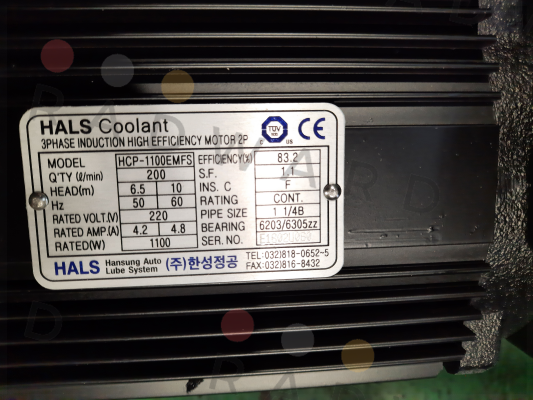 HALS Coolant
3PHASE INDUCTION HIGH EFFICIENCY MOTOR 2P
TÜV
C US
CE
MODEL HCP-1100EMFS EFFICIENCY(%) 83.2
Q'TY (ℓ/min) 200 S.F. 1.1
HEAD(m) 6.5 10 INS. C F
Hz 50 60 RATING CONT.
RATED VOLT.(V) 220 PIPE SIZE 1 1/4B
RATED AMP.(A) 4.2 4.8 BEARING 6203/6305zz
RATED(W) 1100 SER. NO.
HALS Hansung Auto Lube System (주)한성정공 TEL:032)818-0652-5
FAX:032)816-8432